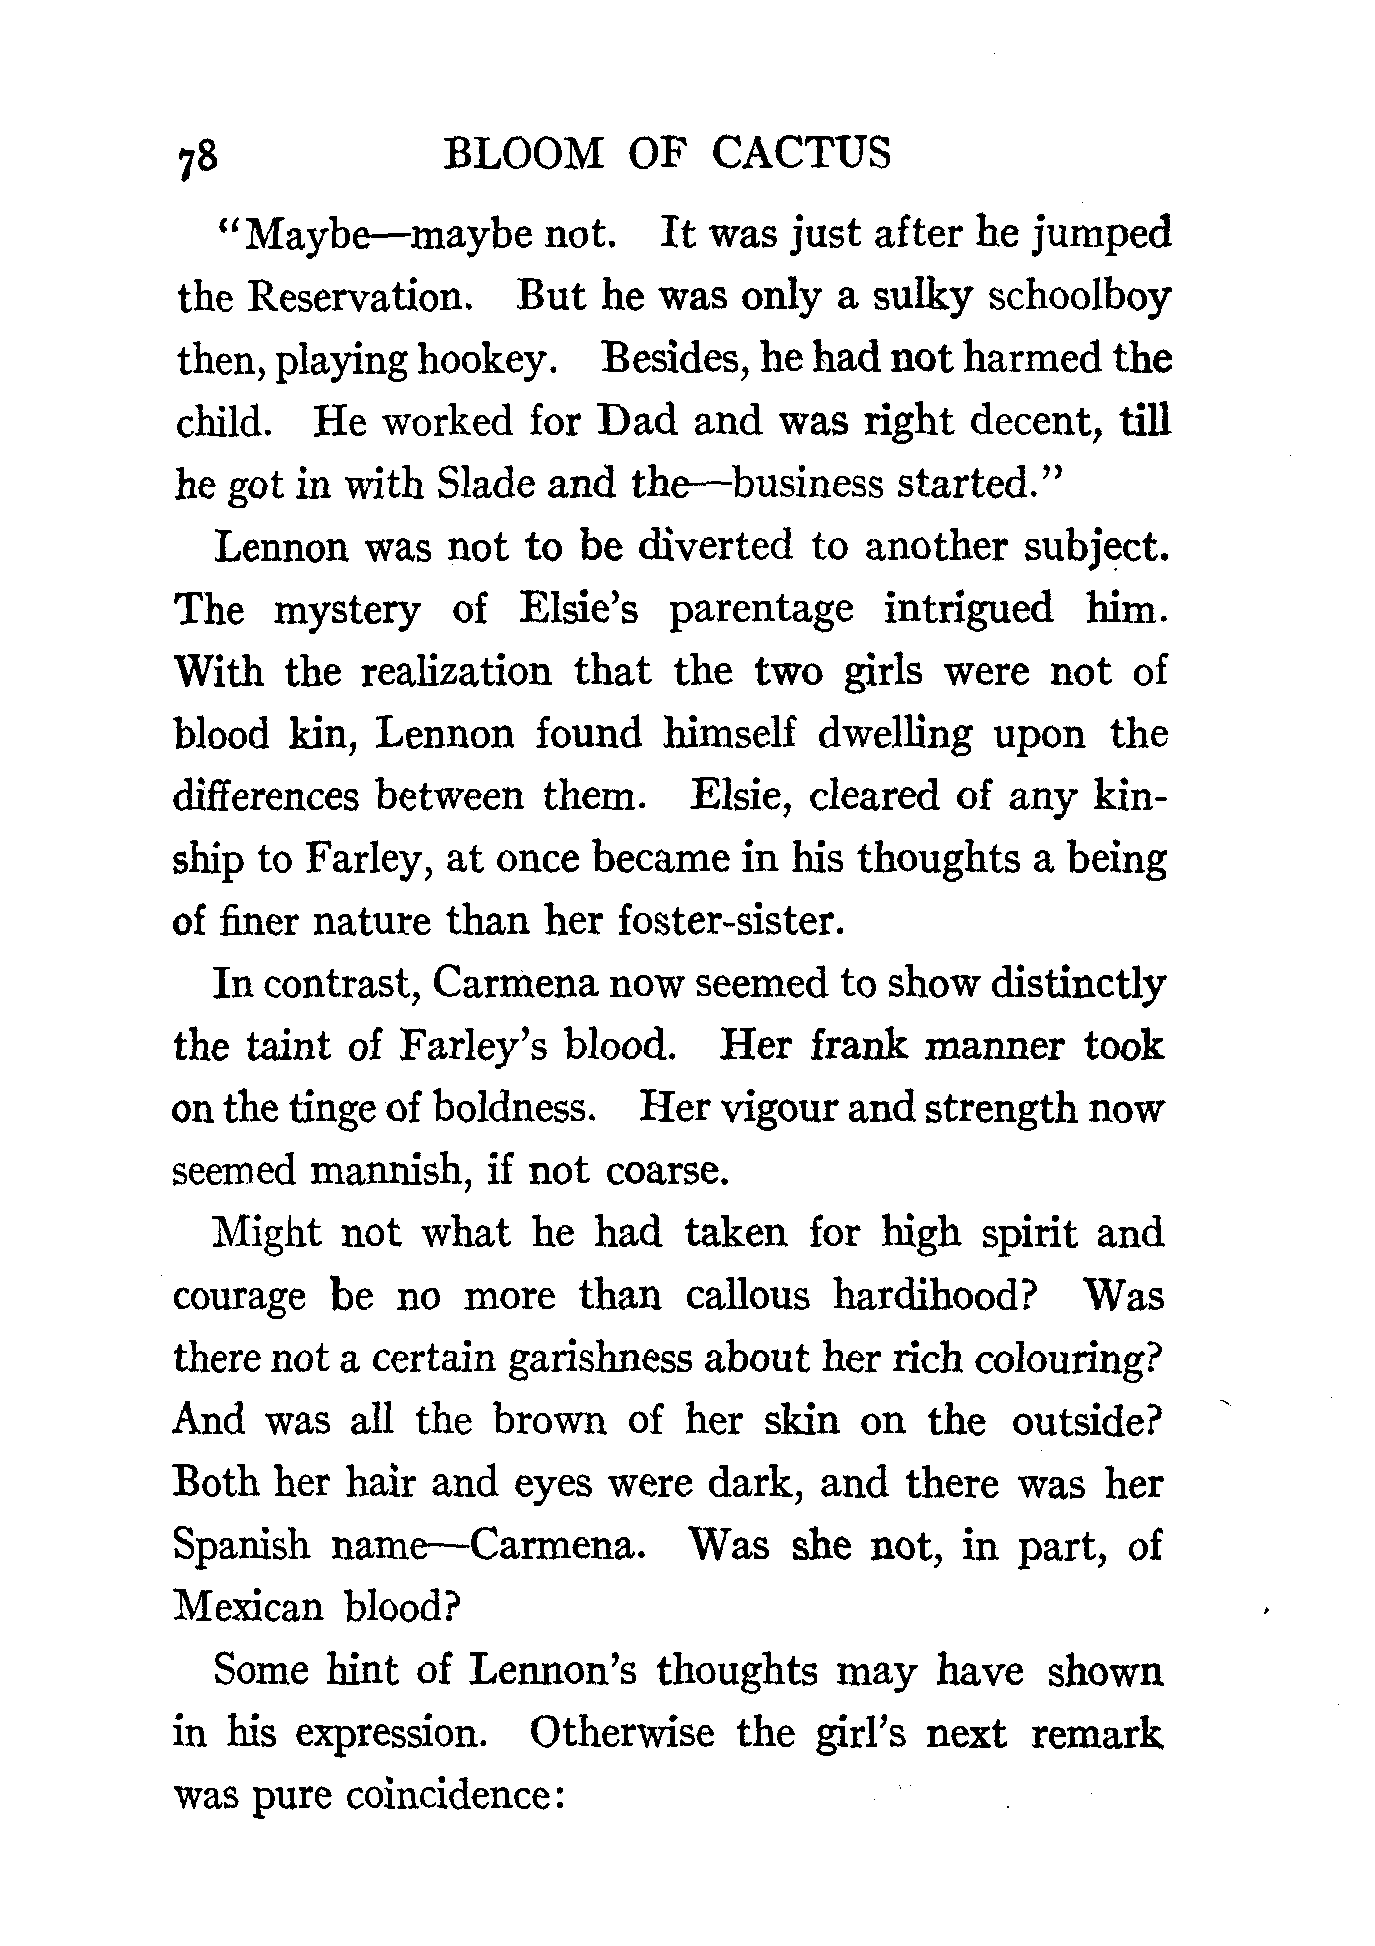 78 BLOOM OF CACTUS
"Maybe—maybe not. It was just after he jumped
the Reservation. But he was only a sulky schoolboy
then, playing hookey. Besides, he had not harmed the
child. He worked for Dad and was right decent, till
he got in with Slade and the—business started."
Lennon was not to be diverted to another subject.
The mystery of Elsie's parentage intrigued him.
With the realization that the two girls were not of
blood kin, Lennon found himself dwelling upon the
differences between them. Elsie, cleared of any kin-
ship to Farley, at once became in his thoughts a being
of finer nature than her foster-sister.
In contrast, Carmena now seemed to show distinctly
the taint of Farley's blood. Her frank manner took
on the tinge of boldness. Her vigour and strength now
seemed mannish, if not coarse.
Might not what he had taken for high spirit and
courage be no more than callous hardihood? Was
there not a certain garishness about her rich colouring?
And was all the brown of her skin on the outside?
Both her hair and eyes were dark, and there was her
Spanish name—Carmena. Was she not, in part, of
Mexican blood?
Some hint of Lennon's thoughts may have shown
in his expression. Otherwise the girl's next remark
was pure coincidence: